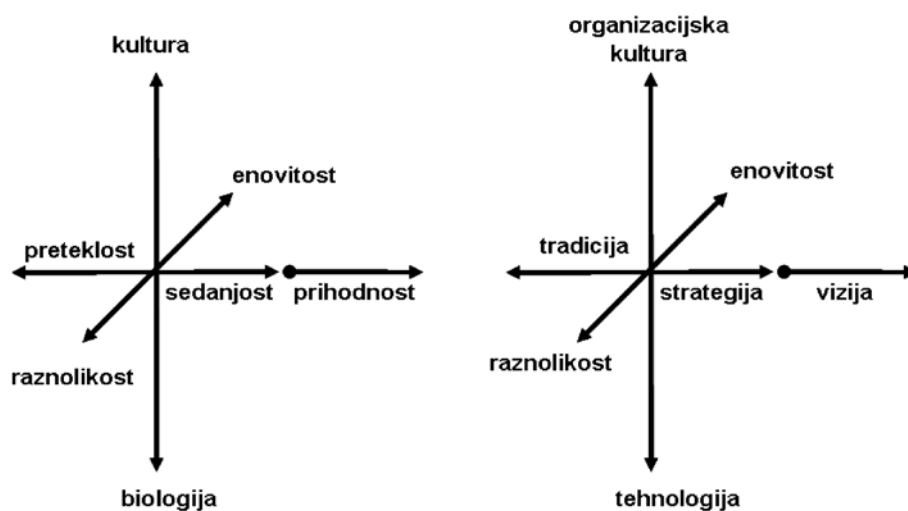 kultura
enovitost
preteklost
sedanjost
prihodnost
raznolikost
biologija
organizacijska
kultura
enovitost
tradicija
strategija
vizija
raznolikost
tehnologija